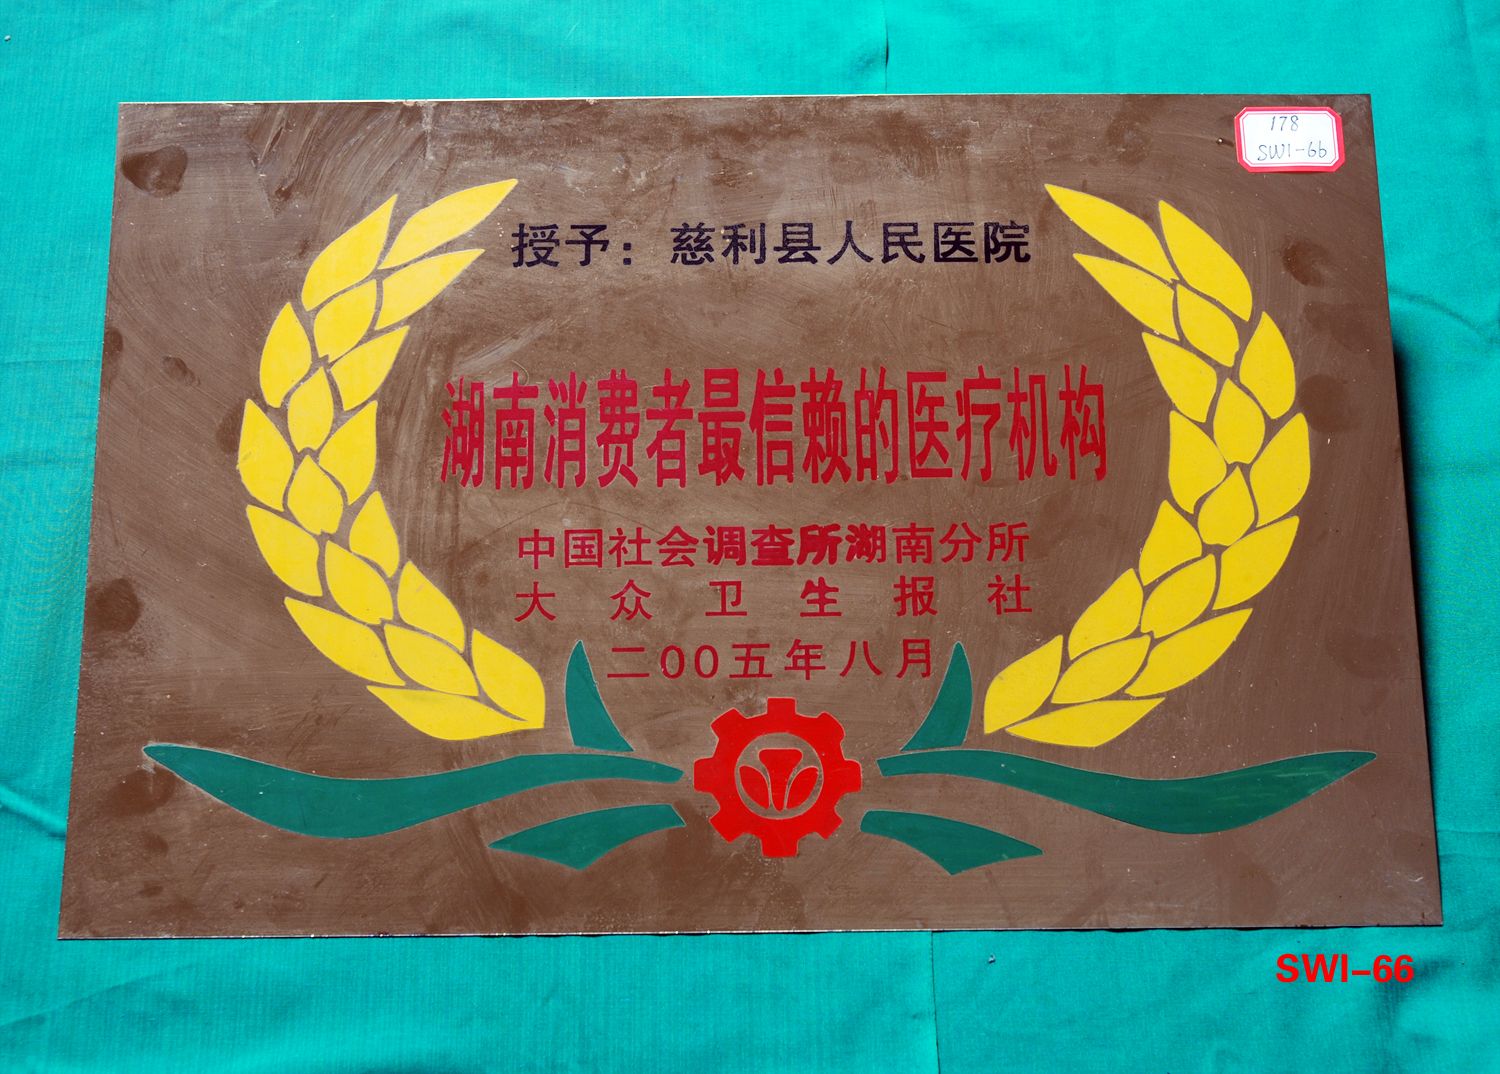 178
SWI-66
授予：慈利县人民医院
湖南消费者最信赖的医疗机构
中国社会调查所湖南分所
大众卫生报社
二00五年八月
SWI-66